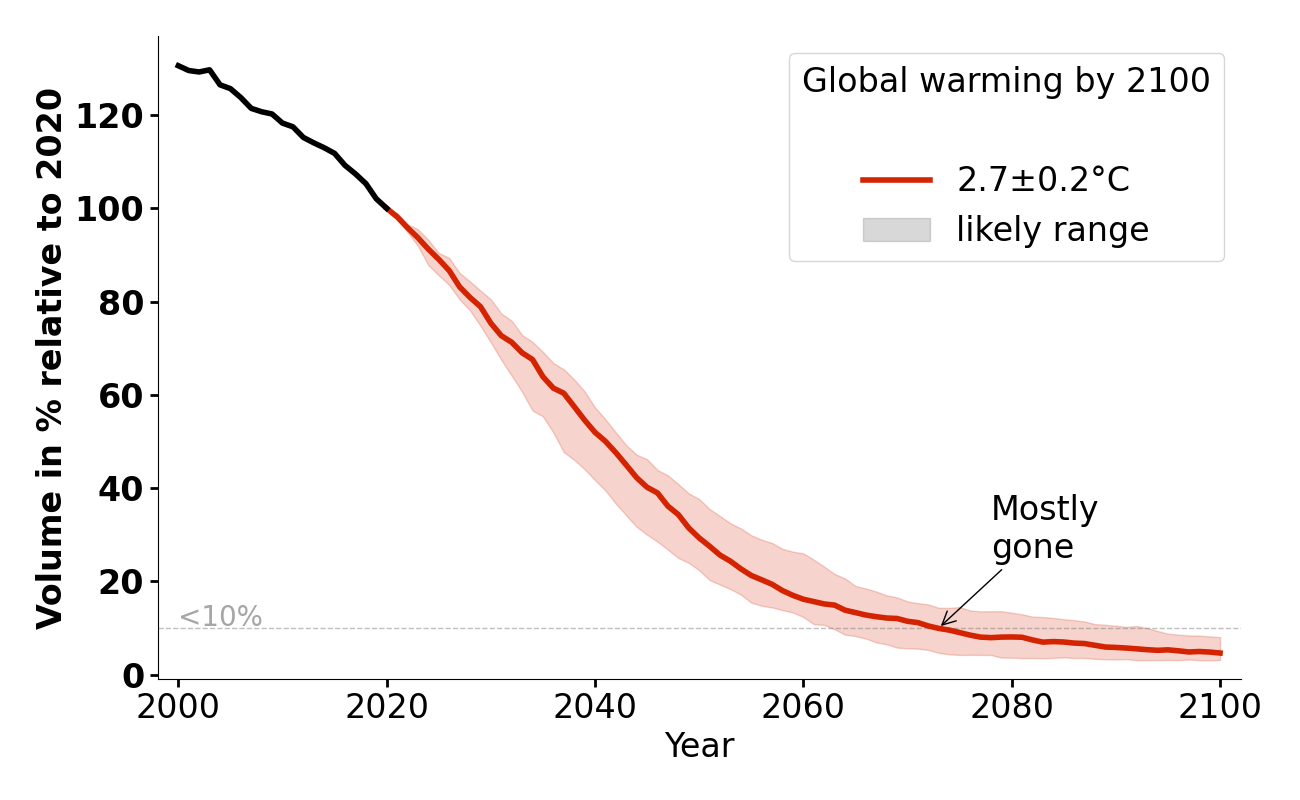 Volume in % relative to 2020
120
100
80
60
40
20
0
Global warming by 2100
2.7±0.2°C
likely range
Mostly
gone
<10%
2000 2020 2040 2060 2080 2100
Year